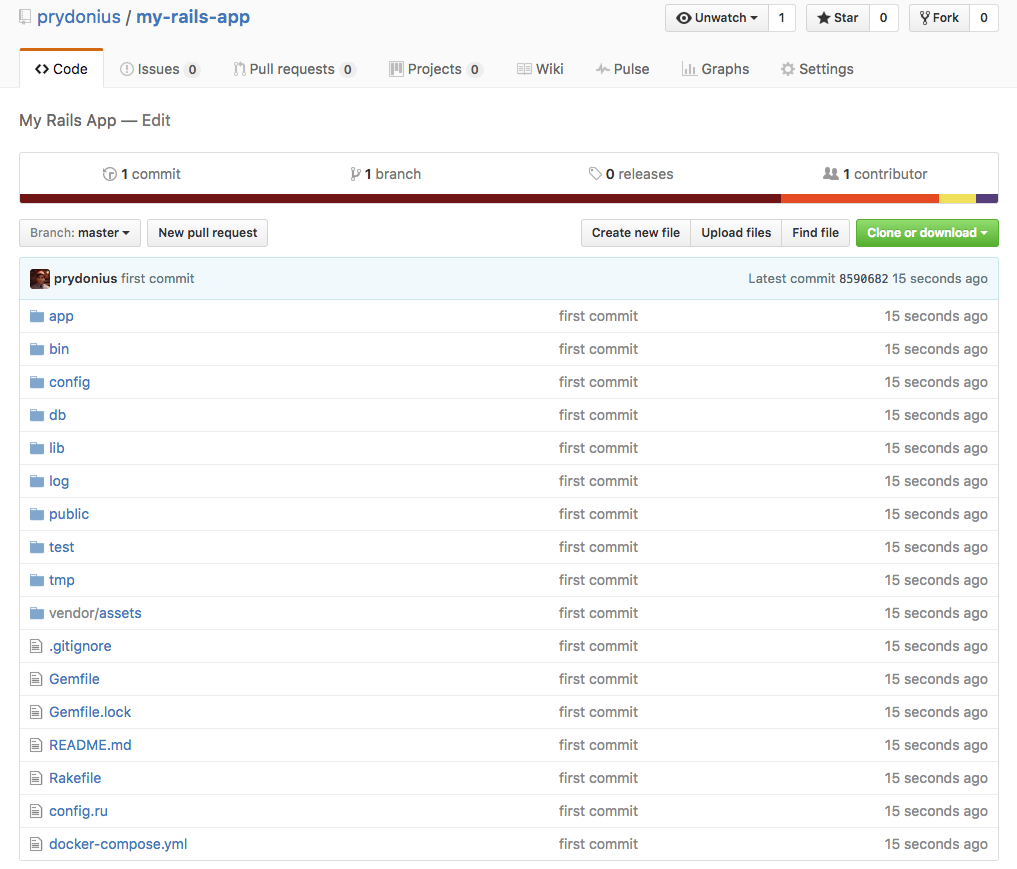 prydonius / my-rails-app Unwatch 1 Star 0 Fork 0
Code Issues 0 Pull requests 0 Projects 0 Wiki Pulse Graphs Settings
My Rails App — Edit
1 commit 1 branch 0 releases 1 contributor
Branch: master New pull request Create new file Upload files Find file Clone or download
prydonius first commit Latest commit 8590682 15 seconds ago
app first commit 15 seconds ago
bin first commit 15 seconds ago
config first commit 15 seconds ago
db first commit 15 seconds ago
lib first commit 15 seconds ago
log first commit 15 seconds ago
public first commit 15 seconds ago
test first commit 15 seconds ago
tmp first commit 15 seconds ago
vendor/assets first commit 15 seconds ago
.gitignore first commit 15 seconds ago
Gemfile first commit 15 seconds ago
Gemfile.lock first commit 15 seconds ago
README.md first commit 15 seconds ago
Rakefile first commit 15 seconds ago
config.ru first commit 15 seconds ago
docker-compose.yml first commit 15 seconds ago